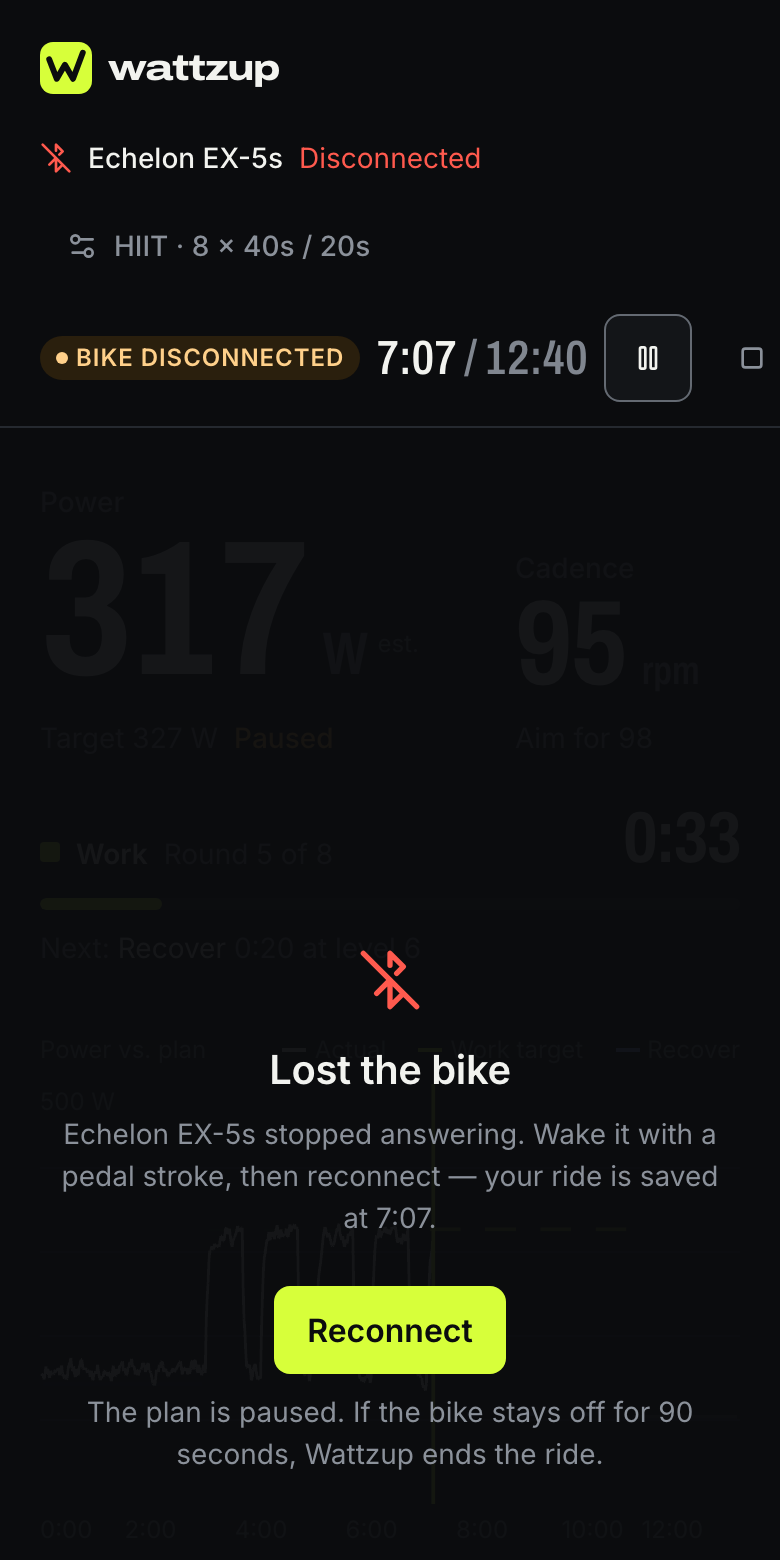 wattzup
Echelon EX-5s Disconnected
HIIT · 8 × 40s / 20s
BIKE DISCONNECTED 7:07 / 12:40
Power
317 W est.
Cadence
95 rpm
Target 327 W Paused
Aim for 98
Work Round 5 of 8
0:33
Next: Recover 0:20 at level 6
Power vs. plan
Actual Work target Recover
500 W
Lost the bike
Echelon EX-5s stopped answering. Wake it with a
pedal stroke, then reconnect — your ride is saved
at 7:07.
Reconnect
The plan is paused. If the bike stays off for 90
seconds, Wattzup ends the ride.
0:00 2:00 4:00 6:00 8:00 10:00 12:00